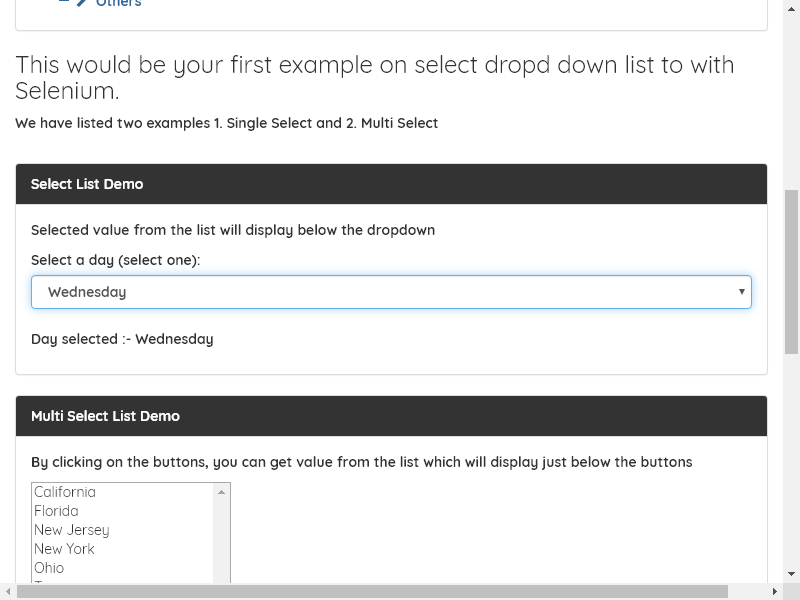 Others
This would be your first example on select dropd down list to with
Selenium.
We have listed two examples 1. Single Select and 2. Multi Select
Select List Demo
Selected value from the list will display below the dropdown
Select a day (select one):
Wednesday
Day selected :- Wednesday
Multi Select List Demo
By clicking on the buttons, you can get value from the list which will display just below the buttons
California
Florida
New Jersey
New York
Ohio